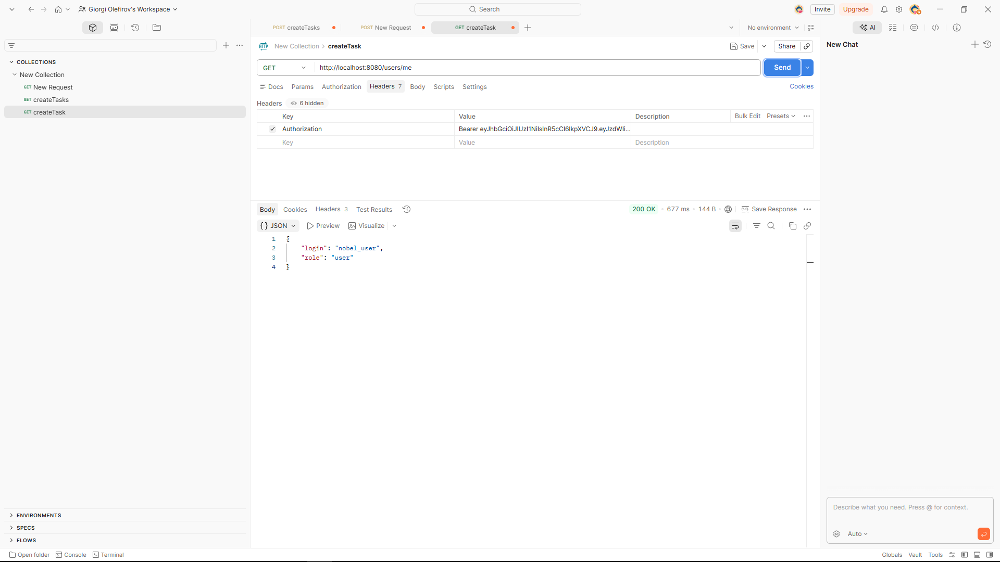 Giorgi Olefirov's Workspace
Search
Invite
Upgrade
POST createTasks
POST New Request
GET createTask
No environment
AI
New Collection › createTask
Save
Share
New Chat
COLLECTIONS
New Collection
GET New Request
GET createTasks
GET createTask
HTTP
GET
http://localhost:8080/users/me
Send
Docs
Params
Authorization
Headers 7
Body
Scripts
Settings
Cookies
Headers
6 hidden
Key
Value
Description
Bulk Edit
Presets
Authorization
Bearer eyJhbGciOiJIUzI1NiIsInR5cCI6IkpXVCJ9.eyJzdWIi...
Key
Value
Description
Body
Cookies
Headers 3
Test Results
200 OK
677 ms
144 B
e.g.
Save Response
{} JSON
Preview
Visualize
1 {
2 "login": "nobel_user",
3 "role": "user"
4 }
ENVIRONMENTS
SPECS
FLOWS
Describe what you need. Press @ for context.
Auto
Open folder
Console
Terminal
Globals
Vault
Tools